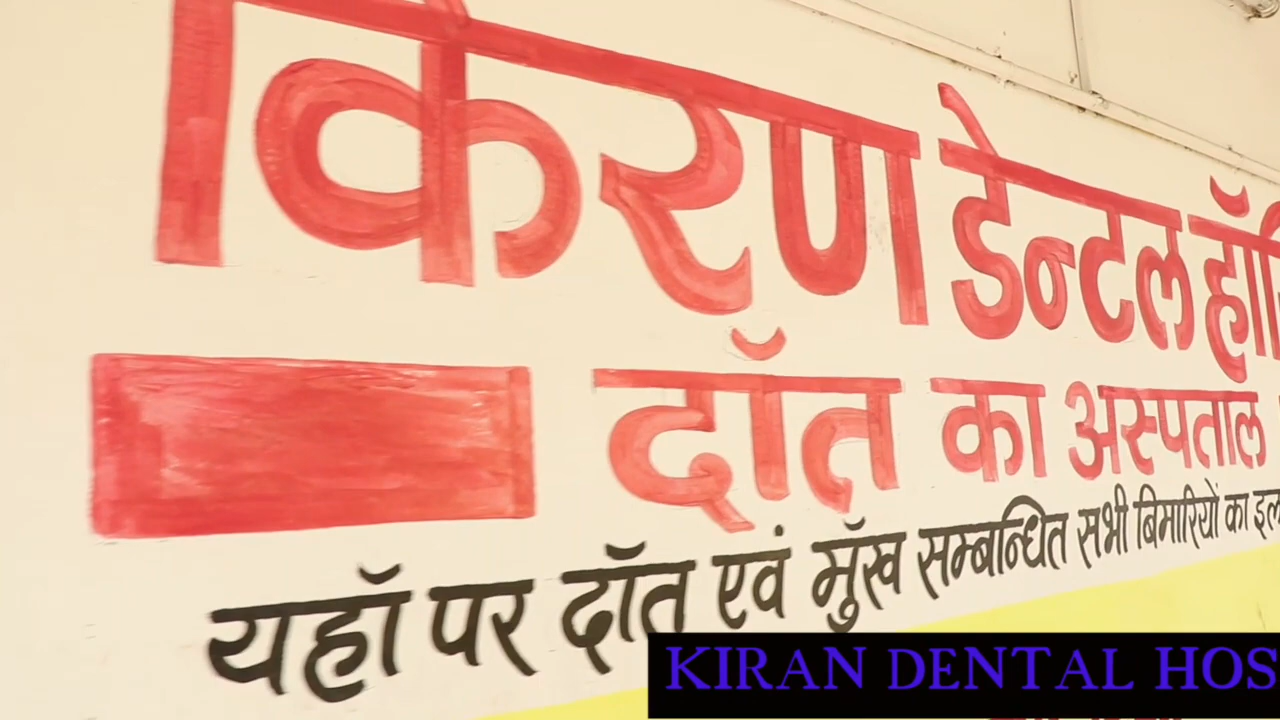 किरण डेन्टल हॉ
दॉत का अस्पताल
यहॉ पर दॉत एवं मुॅख सम्बन्धित सभी बिमारियों का इल
KIRAN DENTAL HOS